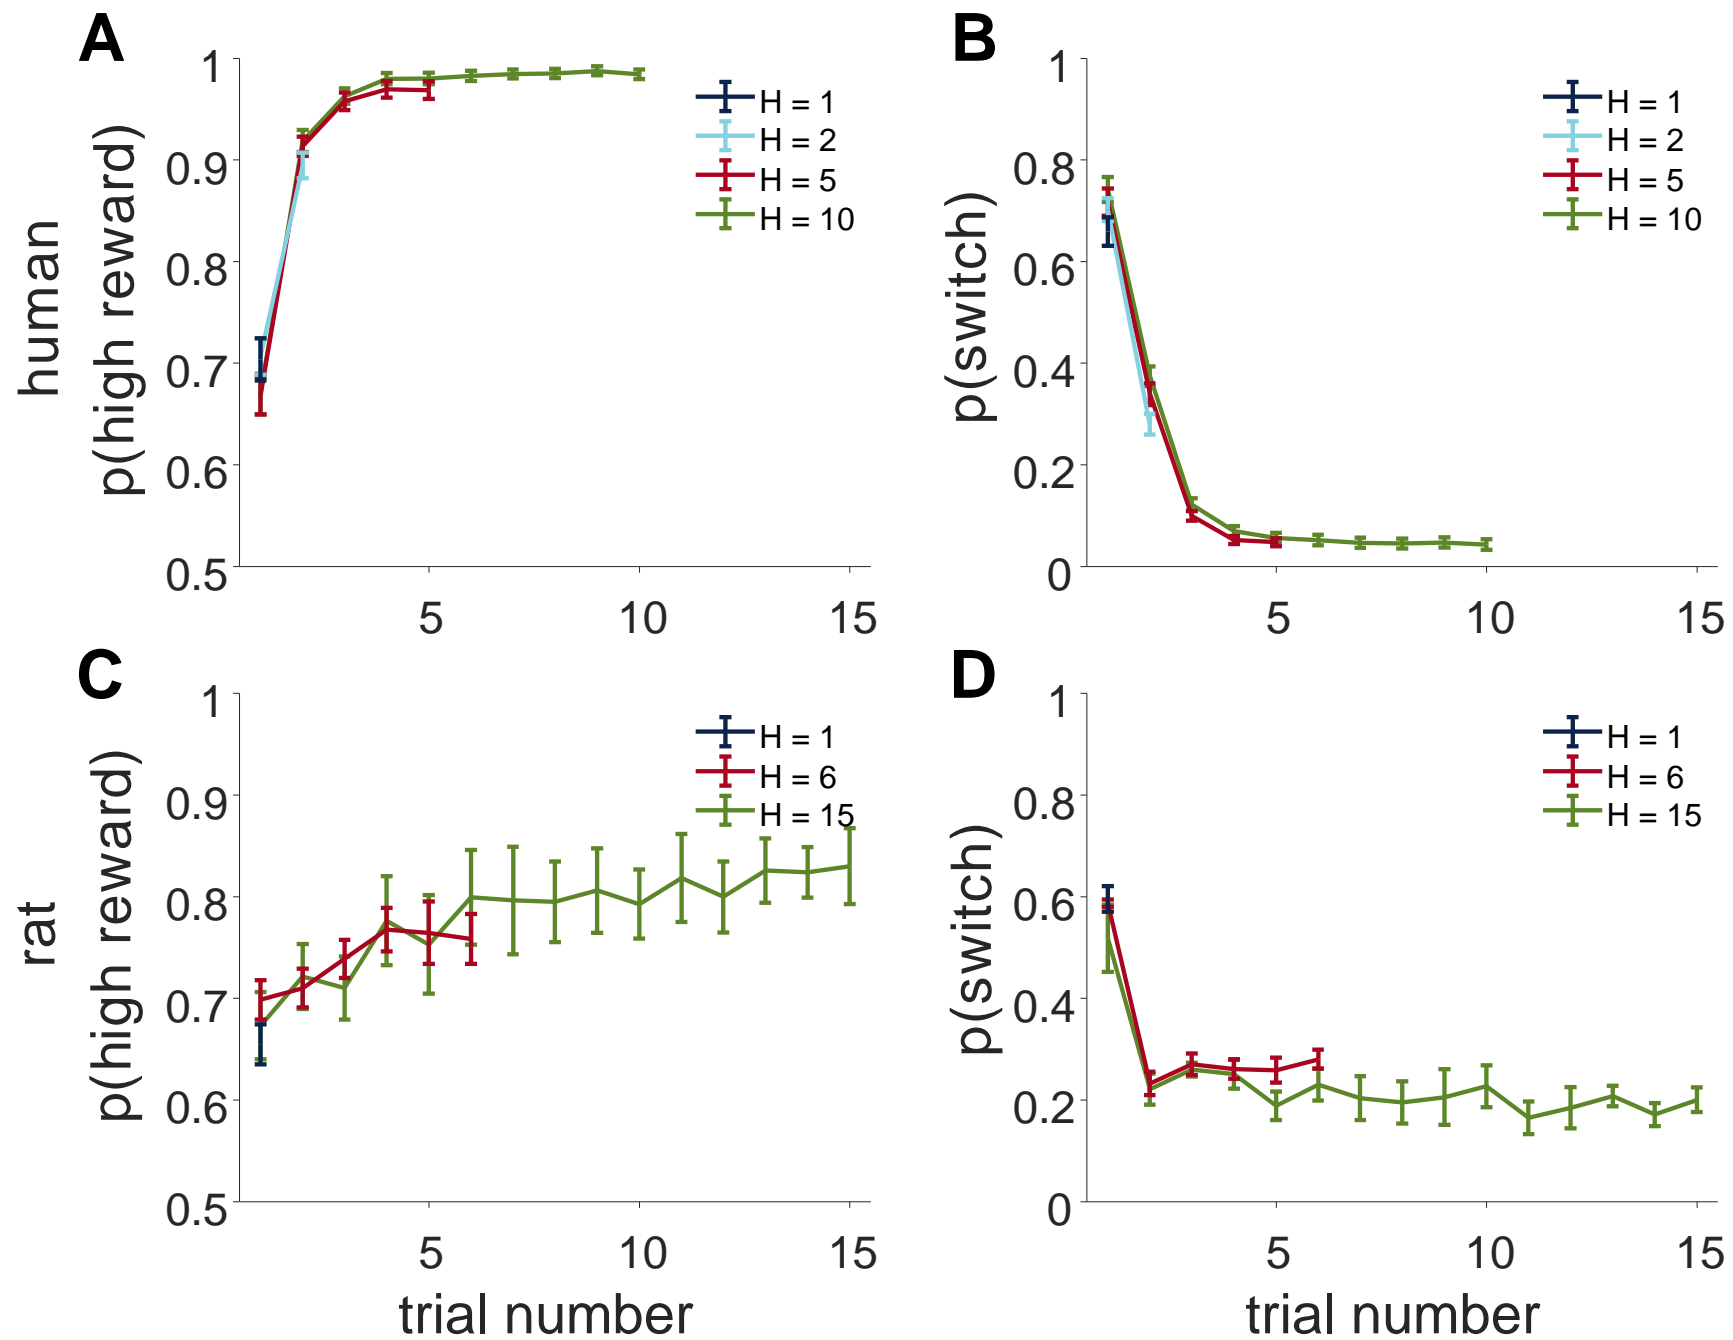 A
human
p(high reward)
1
0.9
0.8
0.7
0.6
0.5
5
10
15
H = 1
H = 2
H = 5
H = 10
B
p(switch)
1
0.8
0.6
0.4
0.2
0
5
10
15
H = 1
H = 2
H = 5
H = 10
C
rat
p(high reward)
1
0.9
0.8
0.7
0.6
0.5
5
10
15
trial number
H = 1
H = 6
H = 15
D
p(switch)
1
0.8
0.6
0.4
0.2
0
5
10
15
trial number
H = 1
H = 6
H = 15